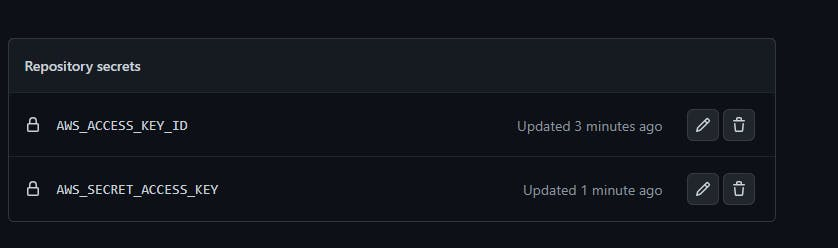 Repository secrets
AWS_ACCESS_KEY_ID Updated 3 minutes ago
AWS_SECRET_ACCESS_KEY Updated 1 minute ago